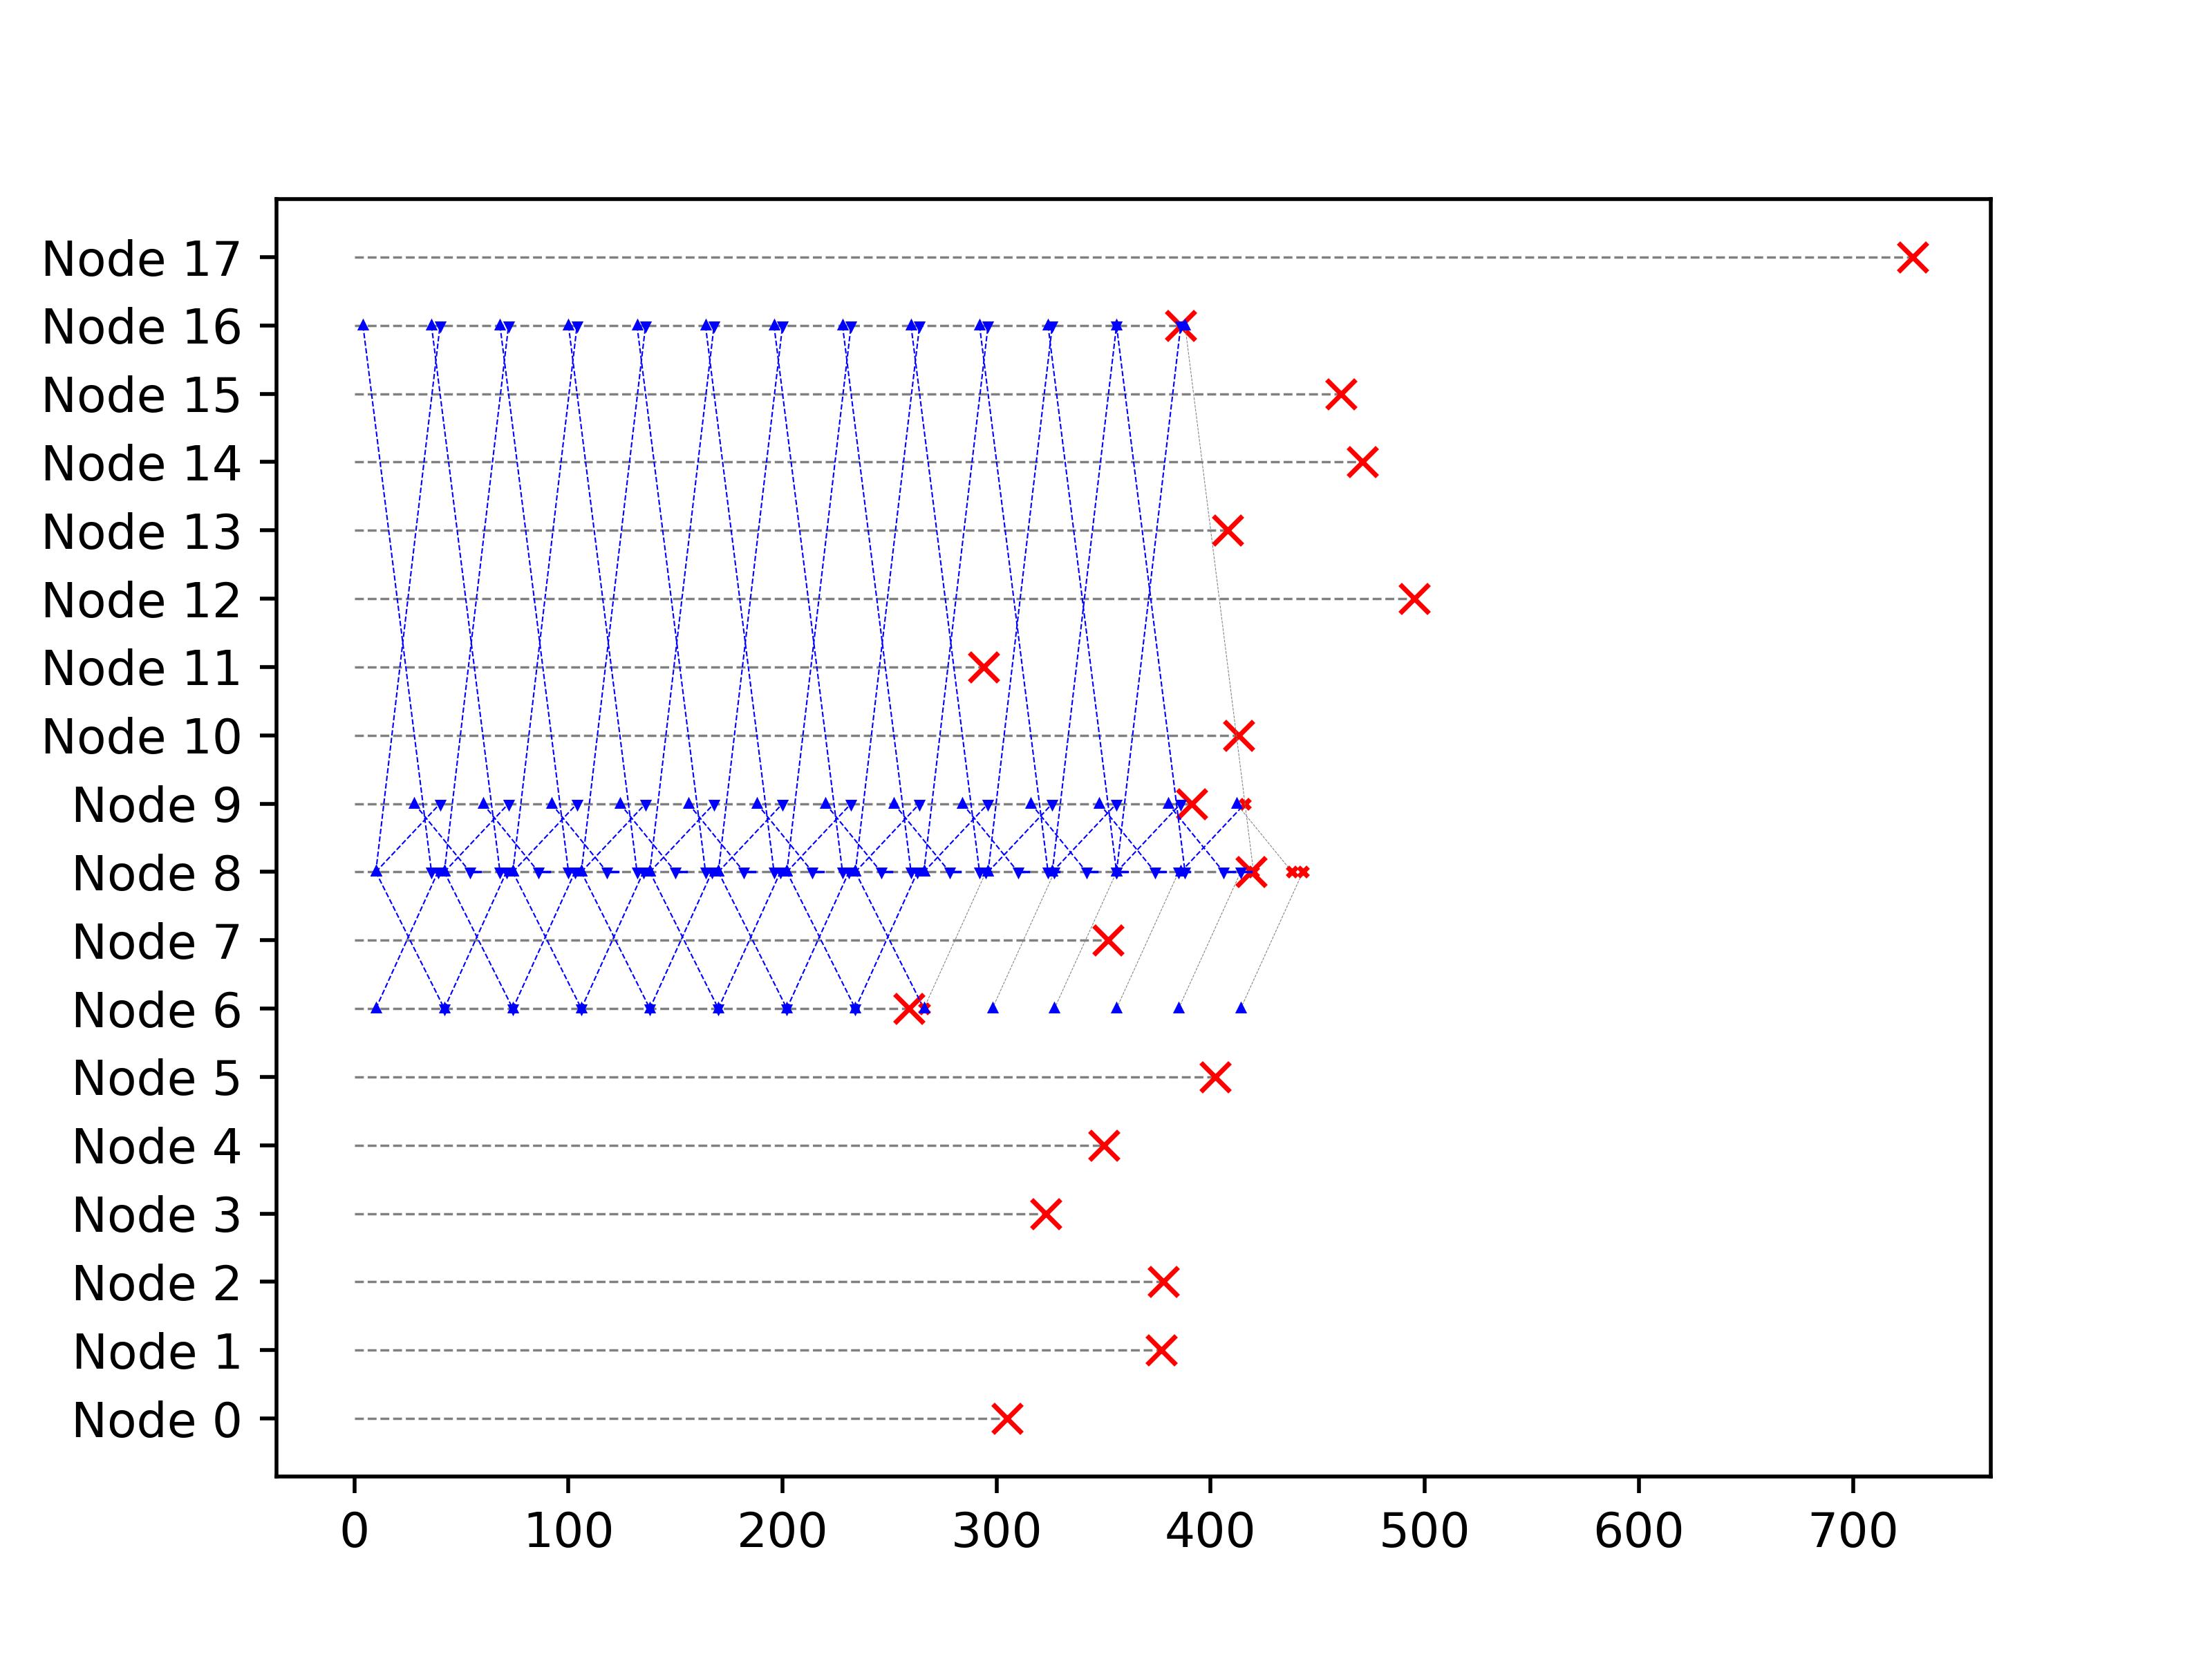 Node 17
Node 16
Node 15
Node 14
Node 13
Node 12
Node 11
Node 10
Node 9
Node 8
Node 7
Node 6
Node 5
Node 4
Node 3
Node 2
Node 1
Node 0
0 100 200 300 400 500 600 700